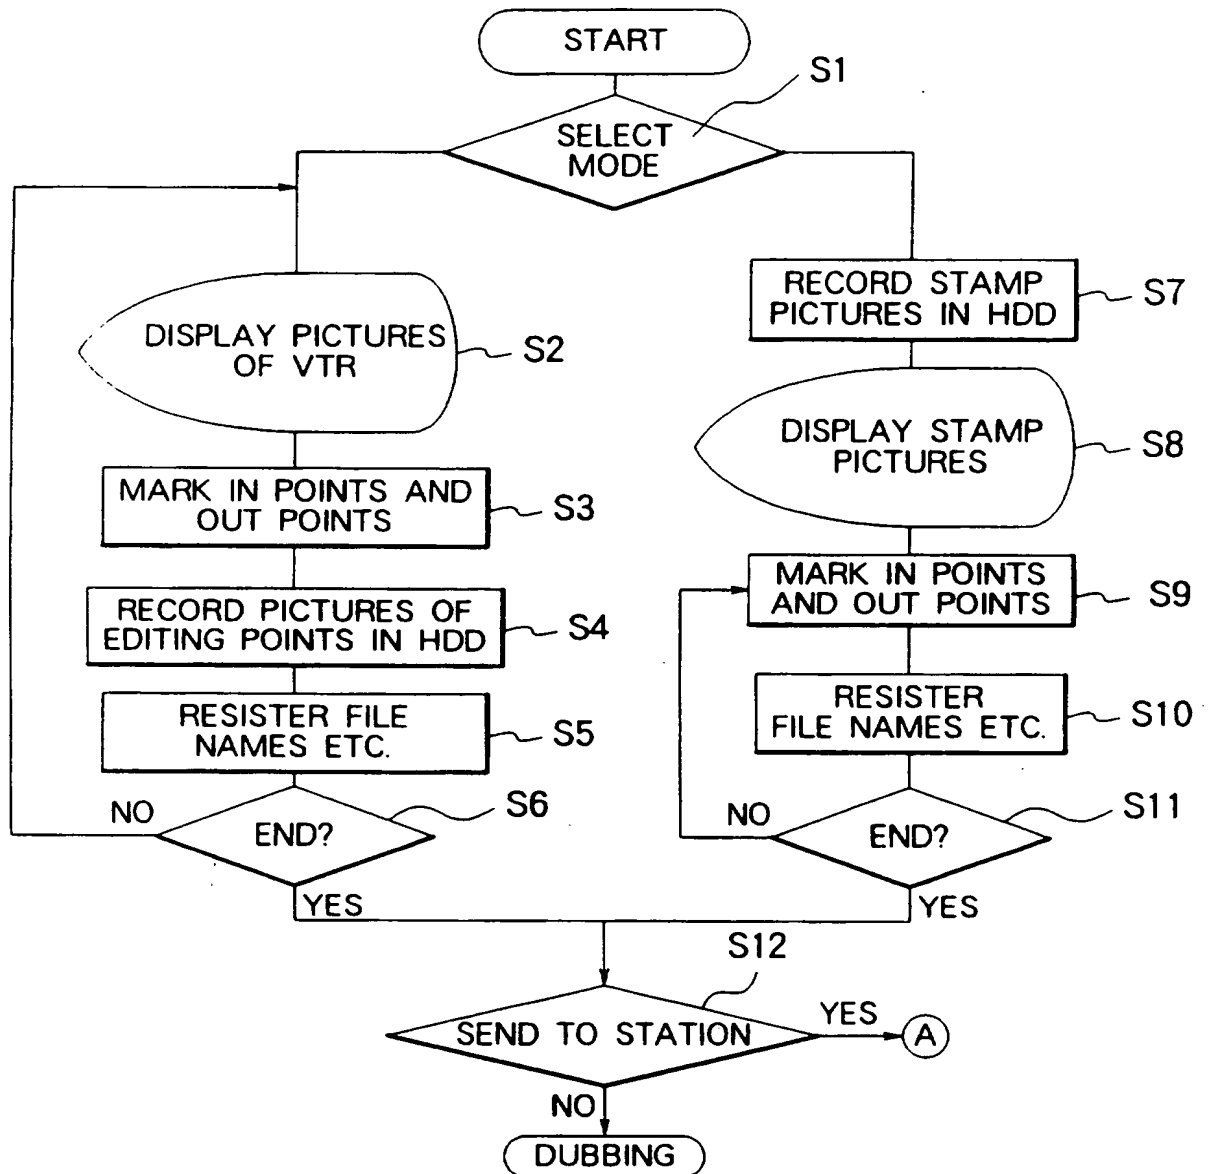 START
S1
SELECT
MODE
DISPLAY PICTURES
OF VTR
S2
MARK IN POINTS AND
OUT POINTS
S3
RECORD PICTURES OF
EDITING POINTS IN HDD
S4
RESISTER FILE
NAMES ETC.
S5
S6
NO
END?
YES
RECORD STAMP
PICTURES IN HDD
S7
DISPLAY STAMP
PICTURES
S8
MARK IN POINTS
AND OUT POINTS
S9
RESISTER
FILE NAMES ETC.
S10
S11
NO
END?
YES
S12
SEND TO STATION
YES
A
NO
DUBBING